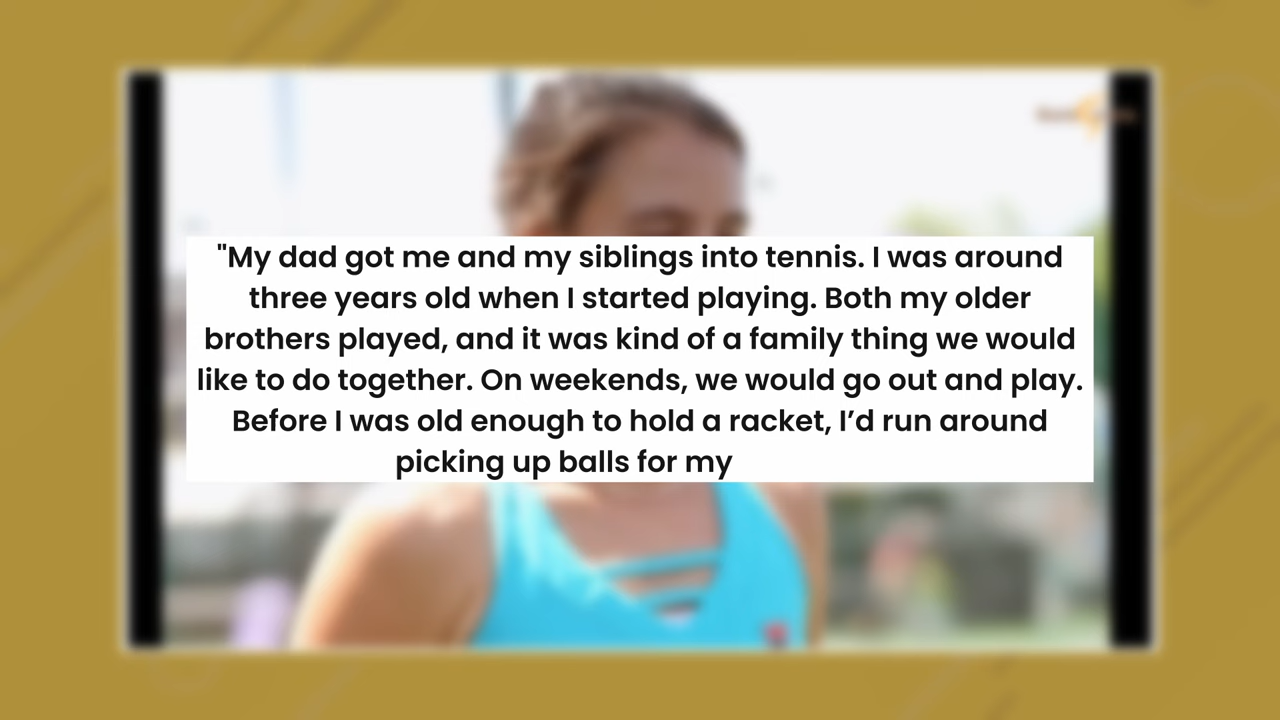 "My dad got me and my siblings into tennis. I was around
three years old when I started playing. Both my older
brothers played, and it was kind of a family thing we would
like to do together. On weekends, we would go out and play.
Before I was old enough to hold a racket, I’d run around
picking up balls for my